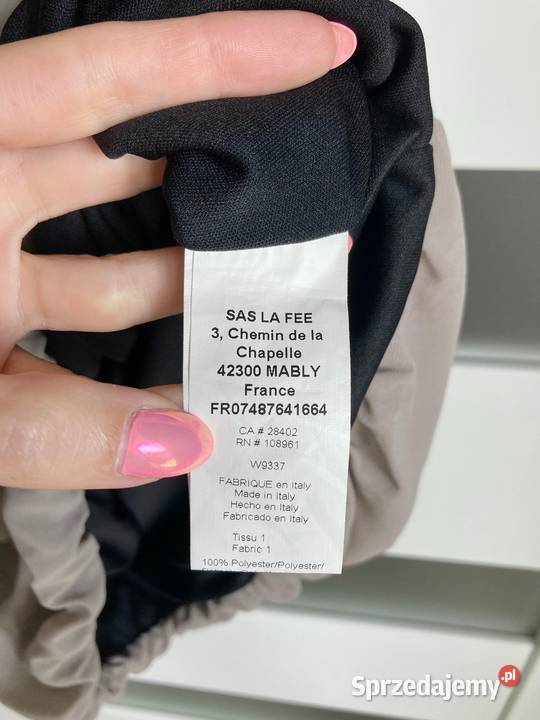 SAS LA FEE
3, Chemin de la
Chapelle
42300 MABLY
France
FR07487641664
CA # 28402
RN # 108961
W9337
FABRIQUE en Italy
Made in Italy
Hecho en Italy
Fabricado en Italy
Tissu 1
Fabric 1
100% Polyester/Polyester/
Sprzedajemy.pl